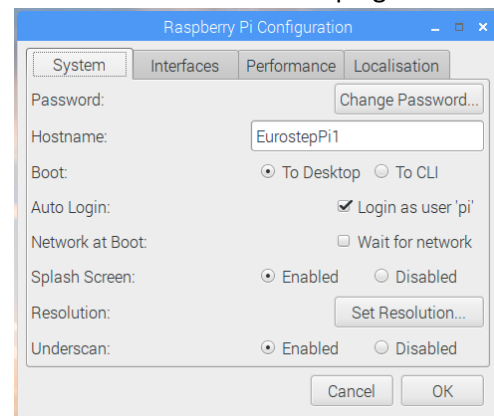 Raspberry Pi Configuration
System Interfaces Performance Localisation
Password: Change Password...
Hostname: EurostepPi1
Boot: To Desktop To CLI
Auto Login: Login as user 'pi'
Network at Boot: Wait for network
Splash Screen: Enabled Disabled
Resolution: Set Resolution...
Underscan: Enabled Disabled
Cancel OK